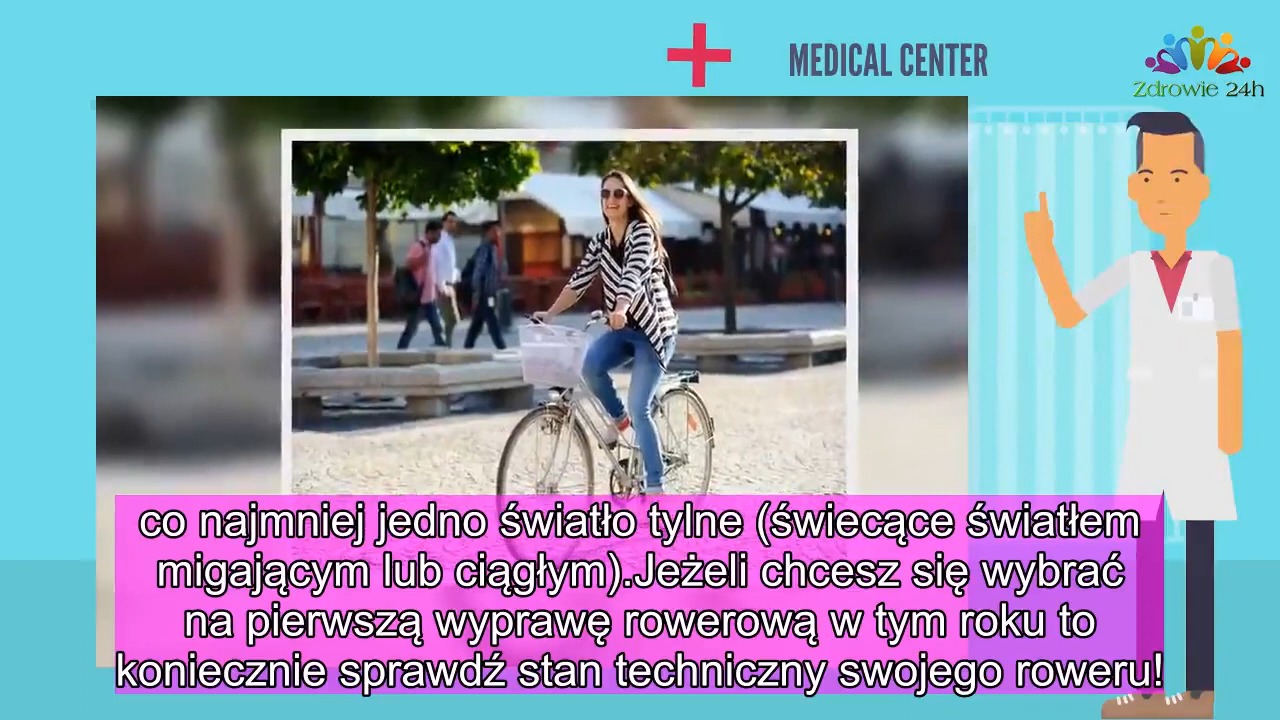 MEDICAL CENTER
Zdrowie 24h
co najmniej jedno światło tylne (świecące światłem
migającym lub ciągłym).Jeżeli chcesz się wybrać
na pierwszą wyprawę rowerową w tym roku to
koniecznie sprawdź stan techniczny swojego roweru!